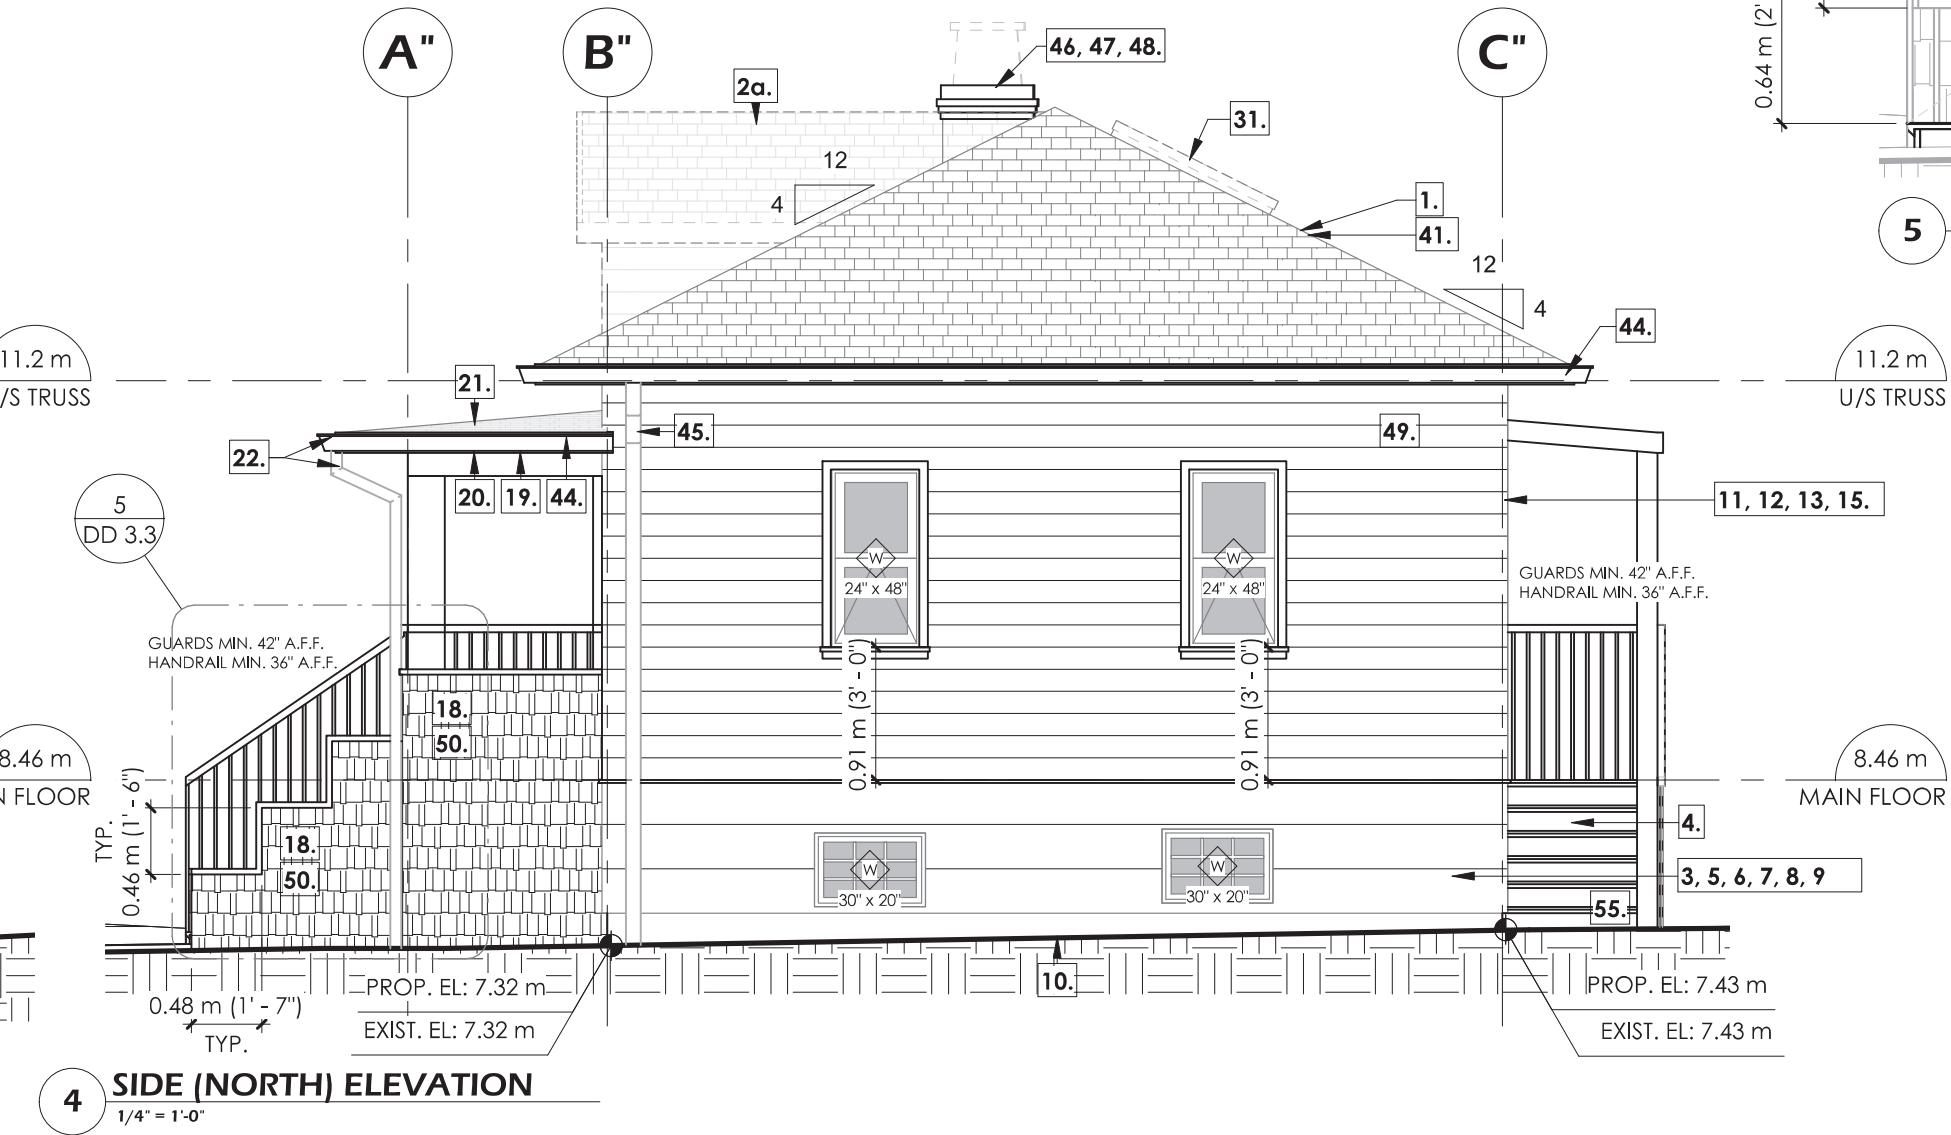 A"
B"
C"
0.64 m (2'
46, 47, 48.
2a.
31.
12
4
1.
41.
5
12
4
44.
11.2 m
/S TRUSS
11.2 m
U/S TRUSS
21.
45.
49.
22.
20.
19.
44.
11, 12, 13, 15.
5
DD 3.3
W
24" x 48"
W
24" x 48"
GUARDS MIN. 42" A.F.F.
HANDRAIL MIN. 36" A.F.F.
GUARDS MIN. 42" A.F.F.
HANDRAIL MIN. 36" A.F.F.
0.91 m (3' - 0")
0.91 m (3' - 0")
18.
50.
8.46 m
N FLOOR
8.46 m
MAIN FLOOR
TYP.
0.46 m (1' - 6")
18.
50.
4.
W
30" x 20"
W
30" x 20"
3, 5, 6, 7, 8, 9
55.
10.
PROP. EL: 7.32 m
EXIST. EL: 7.32 m
PROP. EL: 7.43 m
EXIST. EL: 7.43 m
0.48 m (1' - 7")
TYP.
4
SIDE (NORTH) ELEVATION
1/4" = 1'-0"